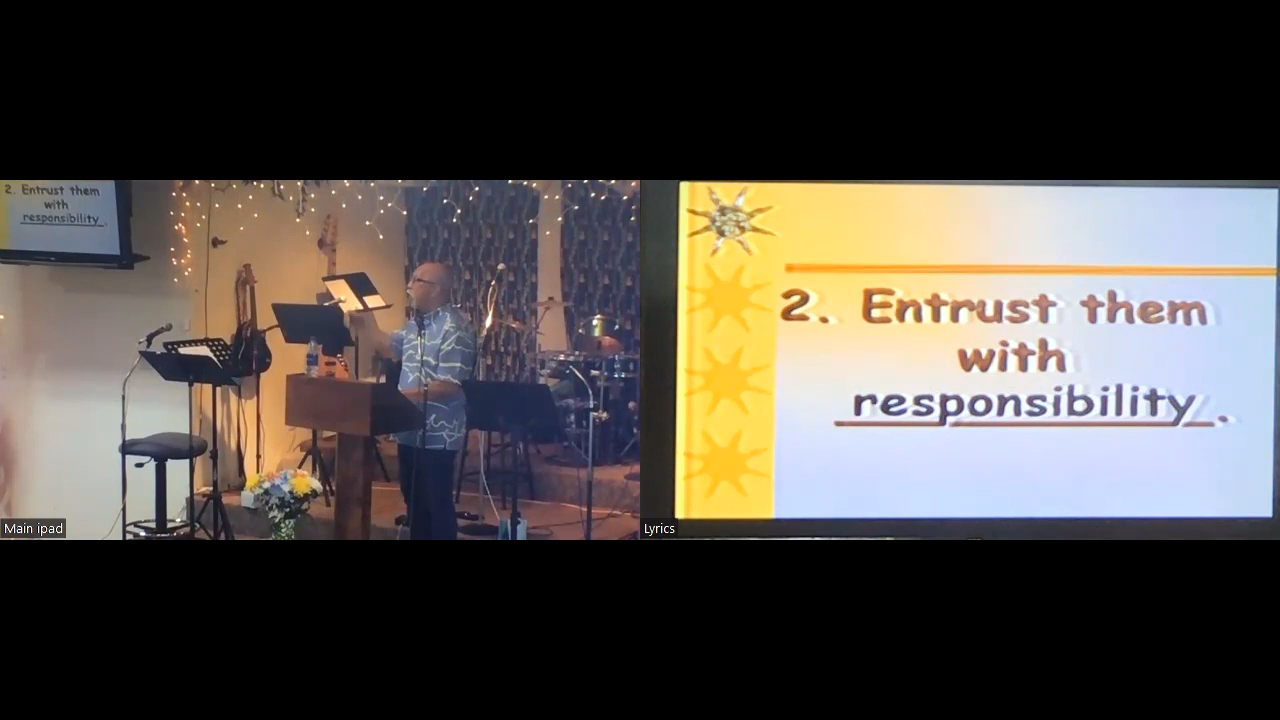 2. Entrust them
with
responsibility.
Main ipad
2. Entrust them
with
responsibility.
Lyrics